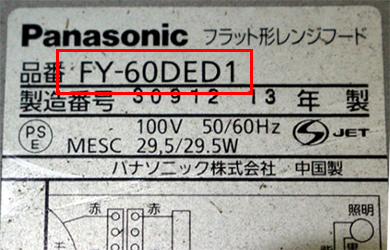 Panasonic フラット形レンジフード
品番 FY-60DED1
製造番号 30912 13 年 製
PS E 100V 50/60Hz S JET
MESC 29.5/29.5W
パナソニック株式会社 中国製
赤 赤 照明